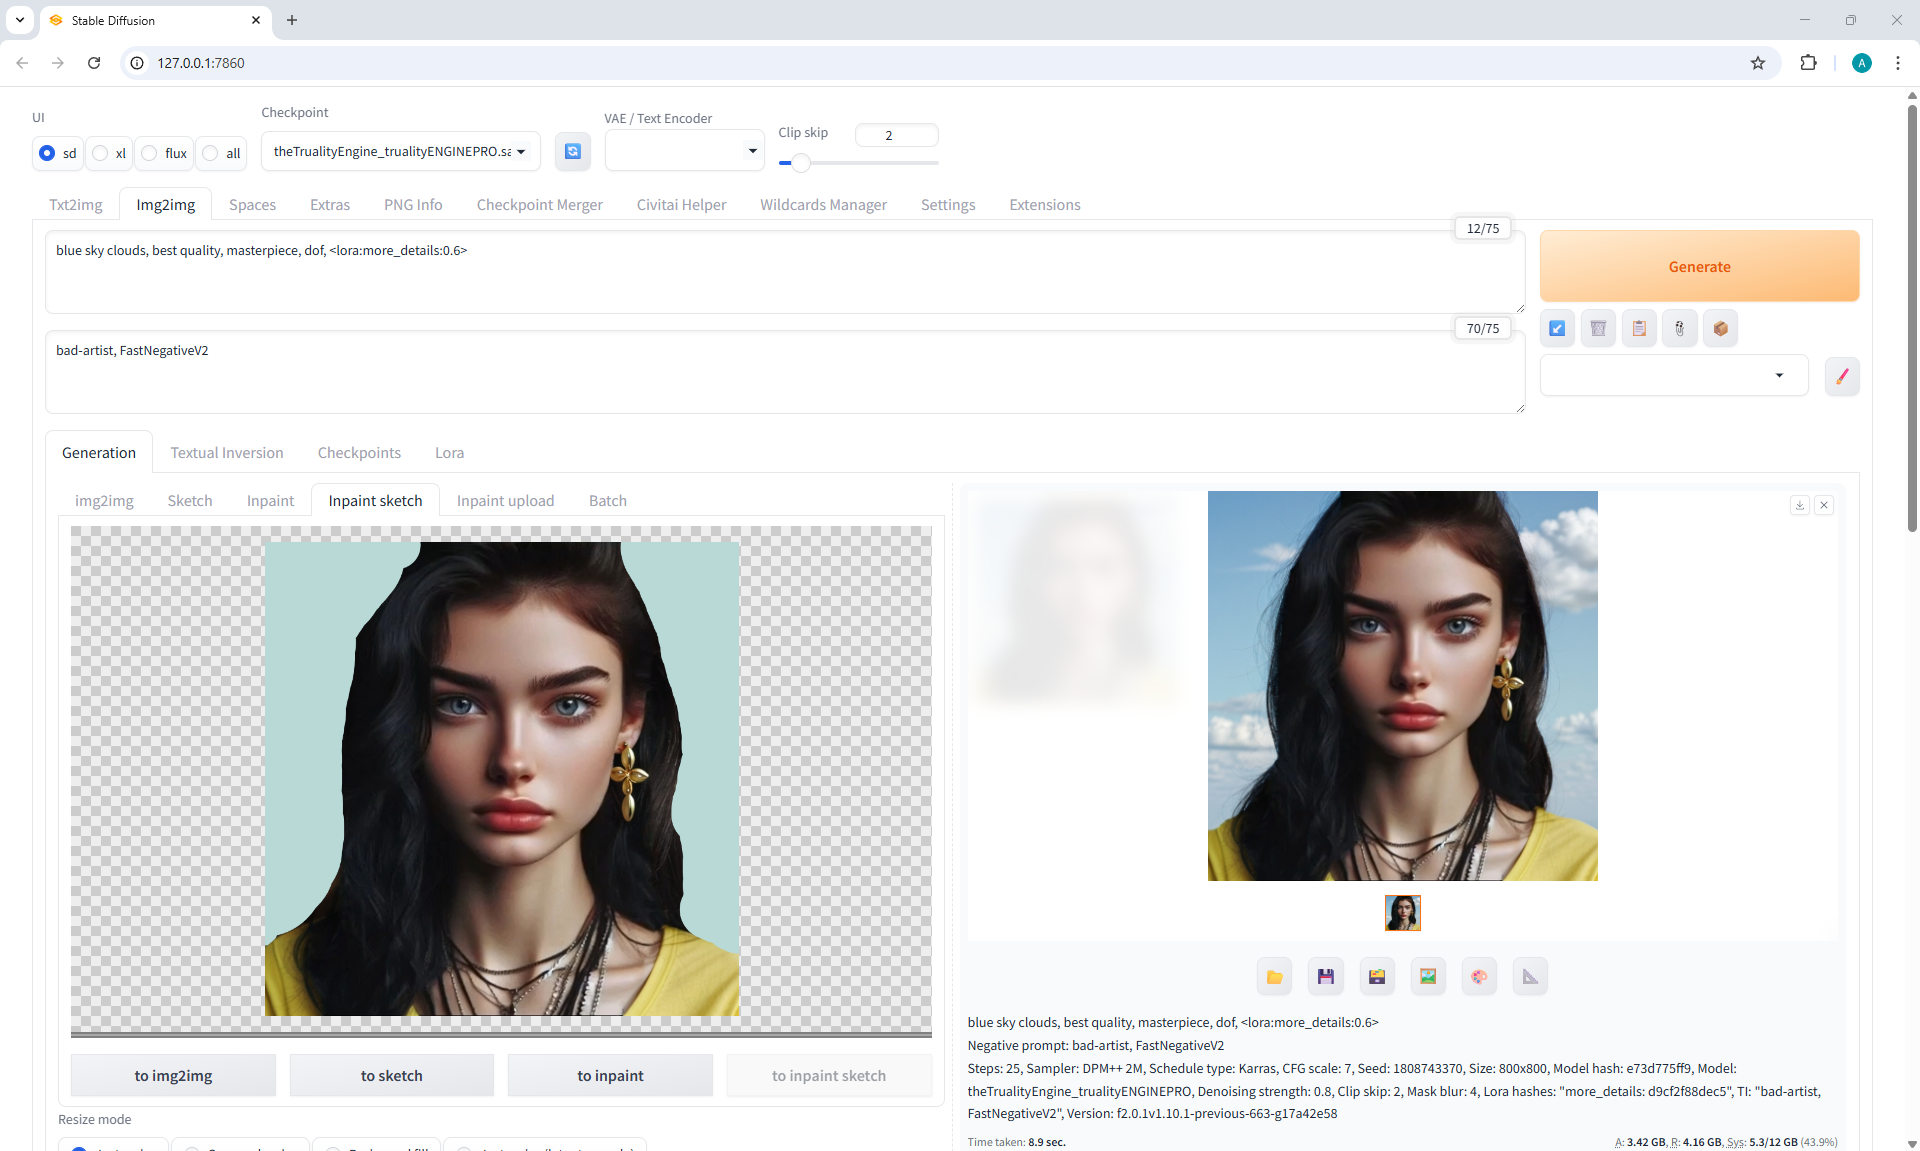 Stable Diffusion
127.0.0.1:7860
A
UI
Checkpoint
VAE / Text Encoder
Clip skip
2
sd
xl
flux
all
theTrualityEngine_trualityENGINEPRO.sa
Txt2img
Img2img
Spaces
Extras
PNG Info
Checkpoint Merger
Civitai Helper
Wildcards Manager
Settings
Extensions
12/75
blue sky clouds, best quality, masterpiece, dof, <lora:more_details:0.6>
Generate
70/75
bad-artist, FastNegativeV2
Generation
Textual Inversion
Checkpoints
Lora
img2img
Sketch
Inpaint
Inpaint sketch
Inpaint upload
Batch
to img2img
to sketch
to inpaint
to inpaint sketch
Resize mode
blue sky clouds, best quality, masterpiece, dof, <lora:more_details:0.6>
Negative prompt: bad-artist, FastNegativeV2
Steps: 25, Sampler: DPM++ 2M, Schedule type: Karras, CFG scale: 7, Seed: 1808743370, Size: 800x800, Model hash: e73d775ff9, Model:
theTrualityEngine_trualityENGINEPRO, Denoising strength: 0.8, Clip skip: 2, Mask blur: 4, Lora hashes: "more_details: d9cf2f88dec5", TI: "bad-artist,
FastNegativeV2", Version: f2.0.1v1.10.1-previous-663-g17a42e58
Time taken: 8.9 sec.
A: 3.42 GB, R: 4.16 GB, Sys: 5.3/12 GB (43.9%)